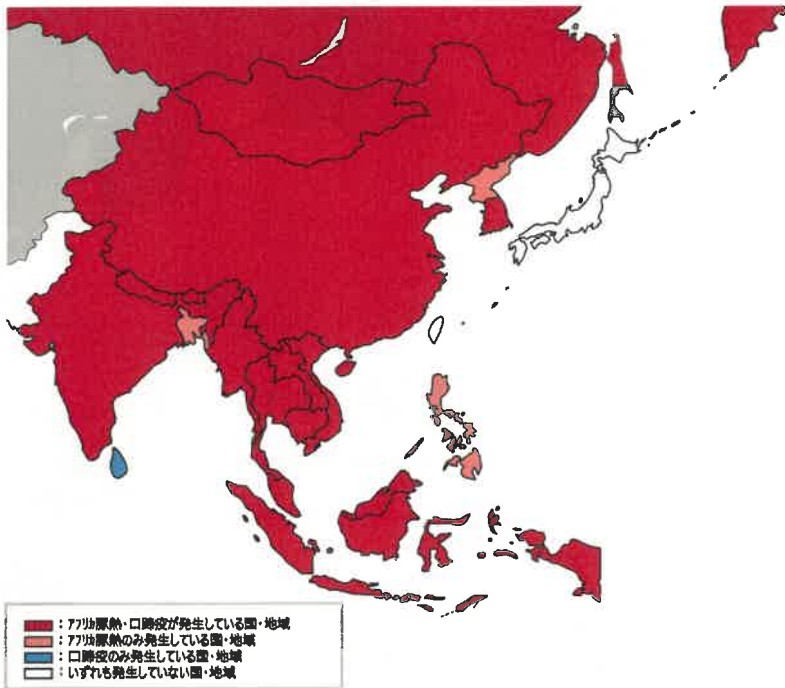 ：アフリカ豚熱・口蹄疫が発生している国・地域
：アフリカ豚熱のみ発生している国・地域
：口蹄疫のみ発生している国・地域
：いずれも発生していない国・地域